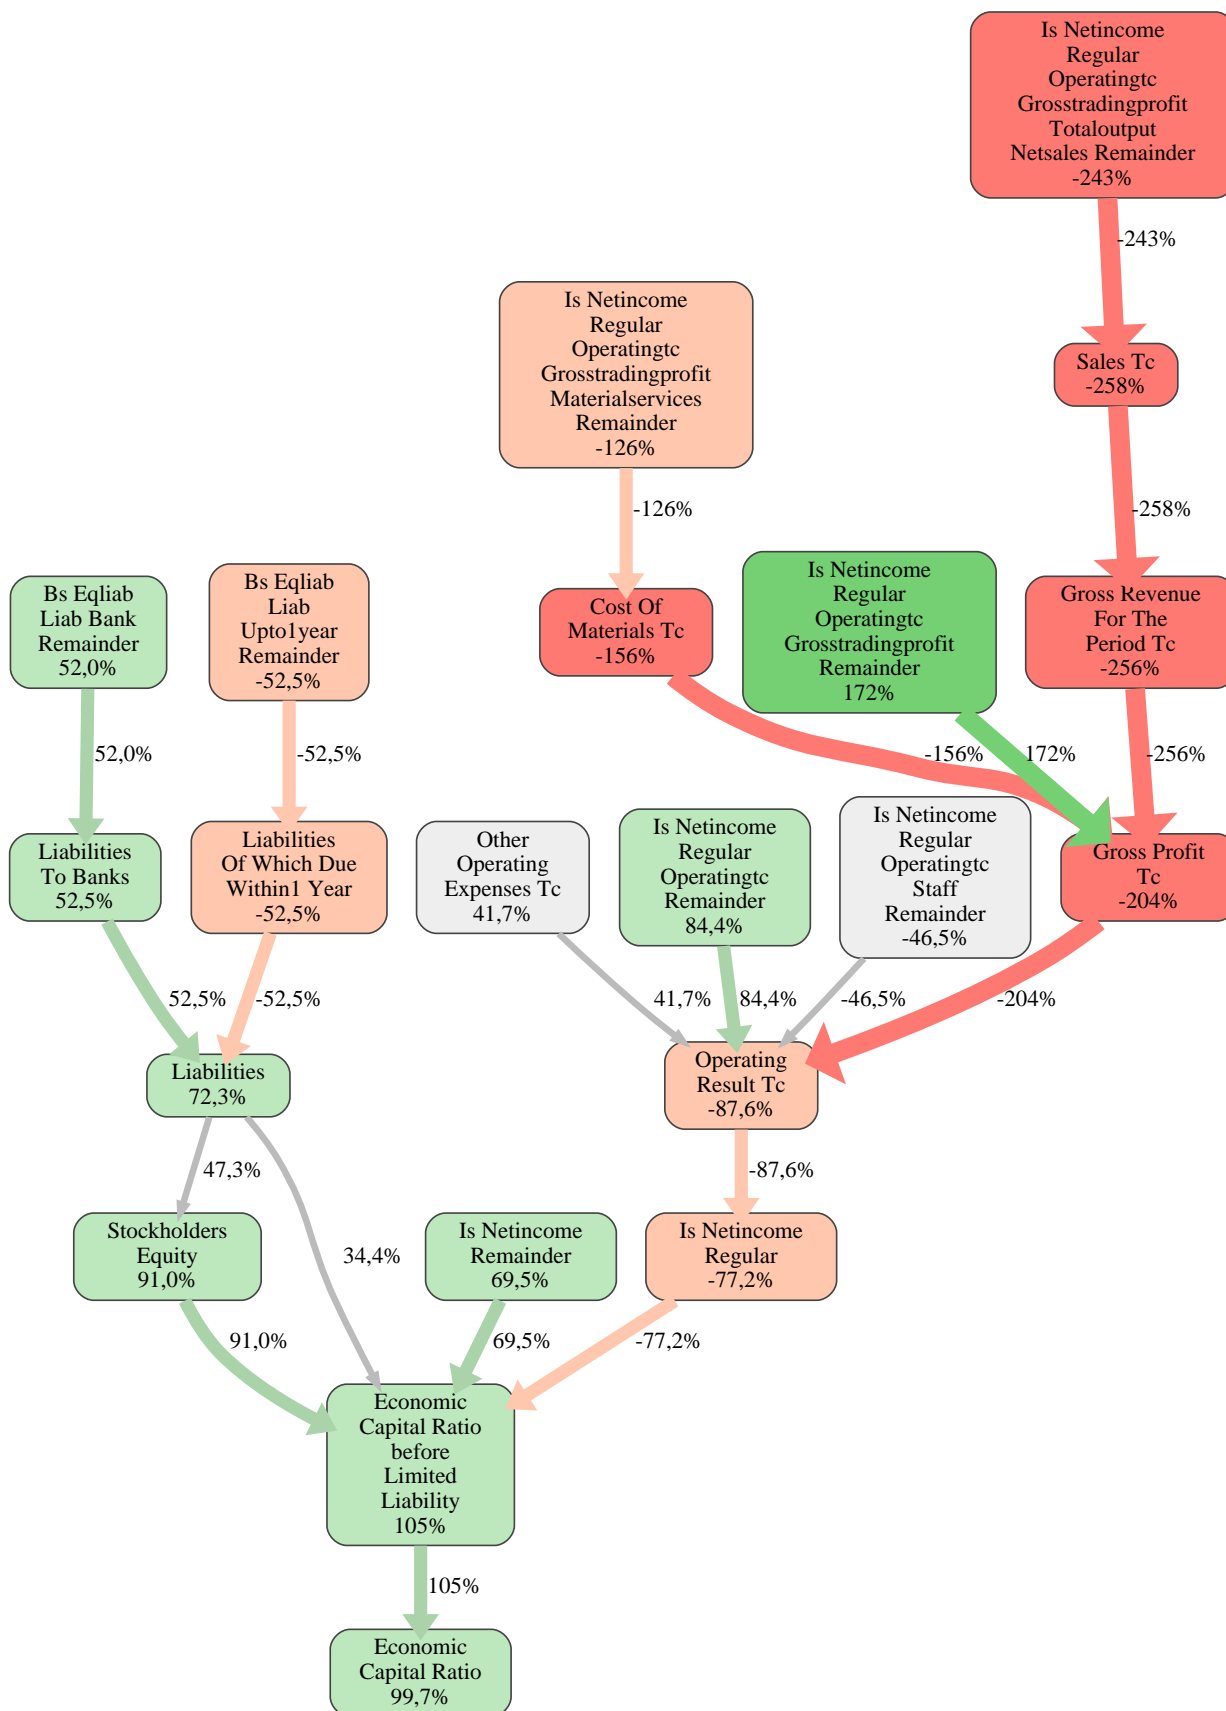 Is Netincome
Regular
Operatingtc
Grosstradingprofit
Totaloutput
Netsales Remainder
-243%
-243%
Is Netincome
Regular
Operatingtc
Grosstradingprofit
Materialservices
Remainder
-126%
Sales Tc
-258%
-126%
-258%
Bs Eqliab
Liab Bank
Remainder
52,0%
Bs Eqliab
Liab
Upto1year
Remainder
-52,5%
Cost Of
Materials Tc
-156%
Is Netincome
Regular
Operatingtc
Grosstradingprofit
Remainder
172%
Gross Revenue
For The
Period Tc
-256%
52,0%
-52,5%
-156%
172%
-256%
Liabilities
To Banks
52,5%
Liabilities
Of Which Due
Within1 Year
-52,5%
Other
Operating
Expenses Tc
41,7%
Is Netincome
Regular
Operatingtc
Remainder
84,4%
Is Netincome
Regular
Operatingtc
Staff
Remainder
-46,5%
Gross Profit
Tc
-204%
52,5%
-52,5%
41,7%
84,4%
-46,5%
-204%
Liabilities
72,3%
Operating
Result Tc
-87,6%
47,3%
-87,6%
Stockholders
Equity
91,0%
34,4%
Is Netincome
Remainder
69,5%
Is Netincome
Regular
-77,2%
91,0%
69,5%
-77,2%
Economic
Capital Ratio
before
Limited
Liability
105%
105%
Economic
Capital Ratio
99,7%